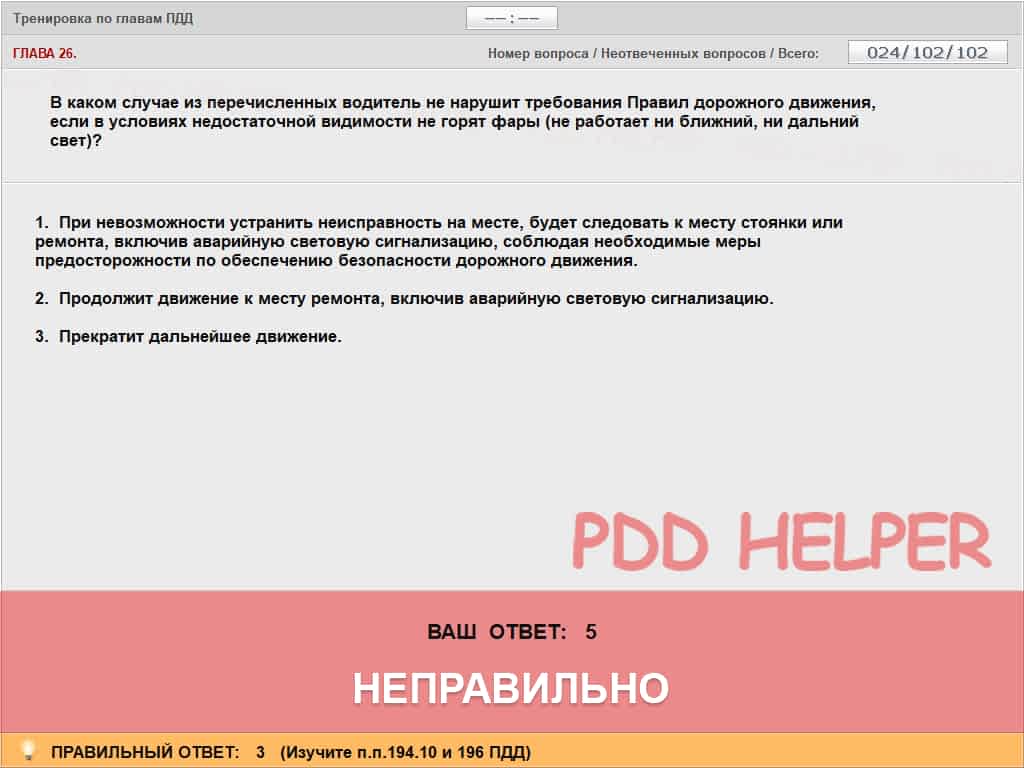 Тренировка по главам ПДД
—— : ——
ГЛАВА 26.
Номер вопроса / Неотвеченных вопросов / Всего:
024/102/102
В каком случае из перечисленных водитель не нарушит требования Правил дорожного движения,
если в условиях недостаточной видимости не горят фары (не работает ни ближний, ни дальний
свет)?
1. При невозможности устранить неисправность на месте, будет следовать к месту стоянки или
ремонта, включив аварийную световую сигнализацию, соблюдая необходимые меры
предосторожности по обеспечению безопасности дорожного движения.
2. Продолжит движение к месту ремонта, включив аварийную световую сигнализацию.
3. Прекратит дальнейшее движение.
PDD HELPER
ВАШ ОТВЕТ: 5
НЕПРАВИЛЬНО
ПРАВИЛЬНЫЙ ОТВЕТ: 3 (Изучите п.п.194.10 и 196 ПДД)